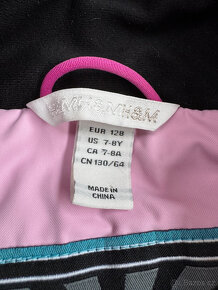 H&M H&M H&M
EUR 128
US 7-8Y
CA 7-8A
CN 130/64
MADE IN
CHINA